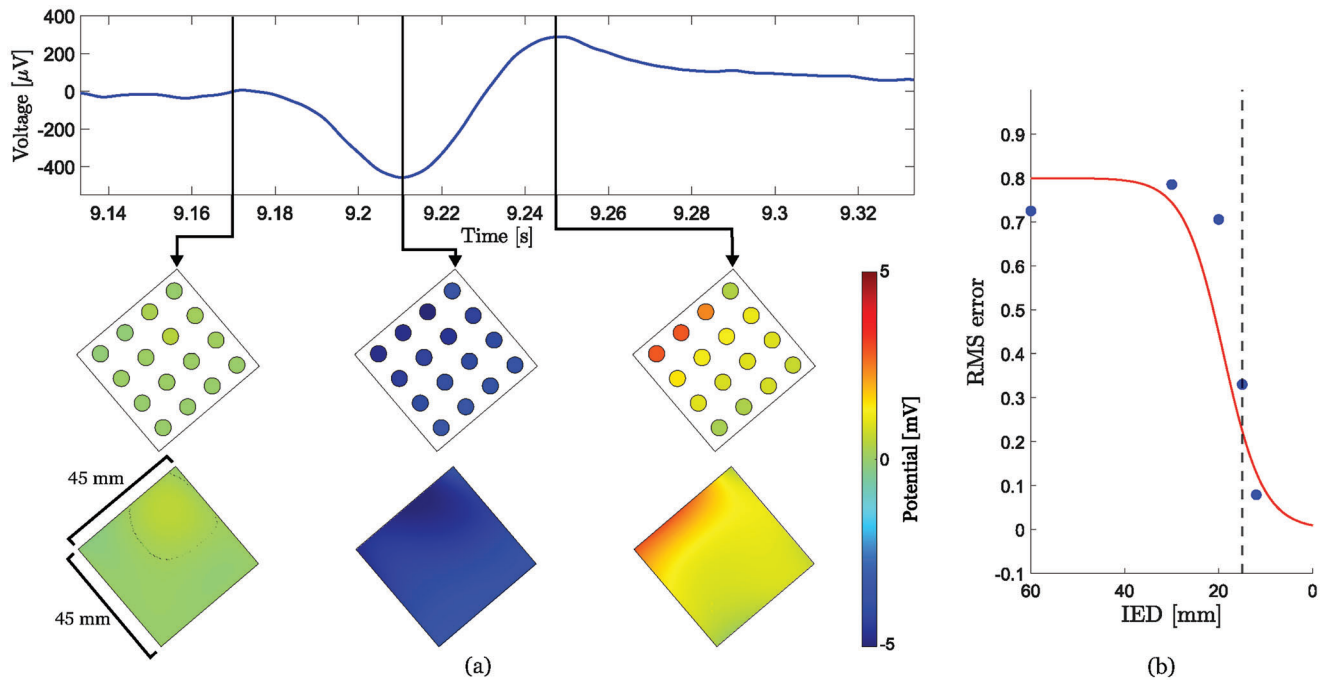 400
200
0
-200
-400
Voltage [μV]
9.14 9.16 9.18 9.2 9.22 9.24 9.26 9.28 9.3 9.32
Time [s]
5
0
-5
Potential [mV]
45 mm
45 mm
(a)
0.9
0.8
0.7
0.6
0.5
0.4
0.3
0.2
0.1
0
-0.1
RMS error
60 40 20 0
IED [mm]
(b)